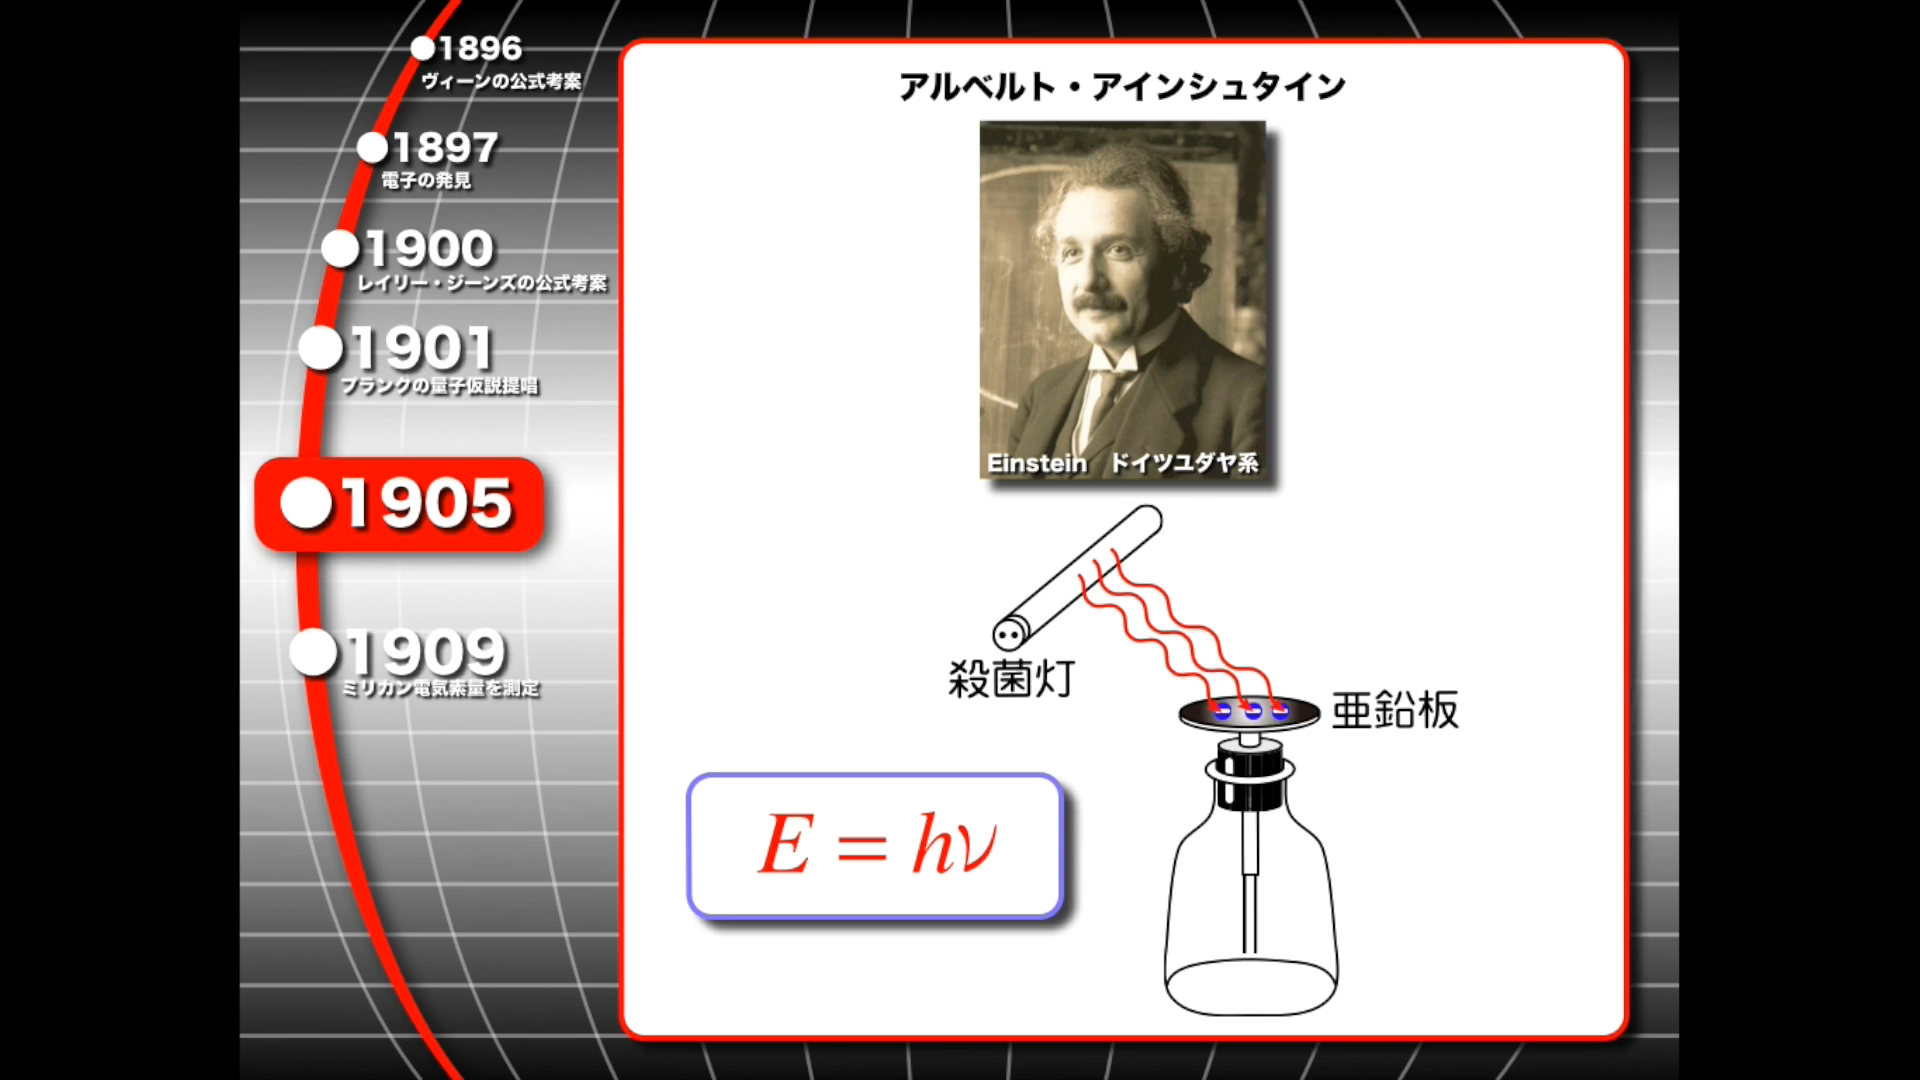 1896
ヴィーンの公式考案
1897
電子の発見
1900
レイリー・ジーンズの公式考案
1901
プランクの量子仮説提唱
1905
1909
ミリカン電気素量を測定
アルベルト・アインシュタイン
Einstein ドイツユダヤ系
殺菌灯
亜鉛板
E = hν